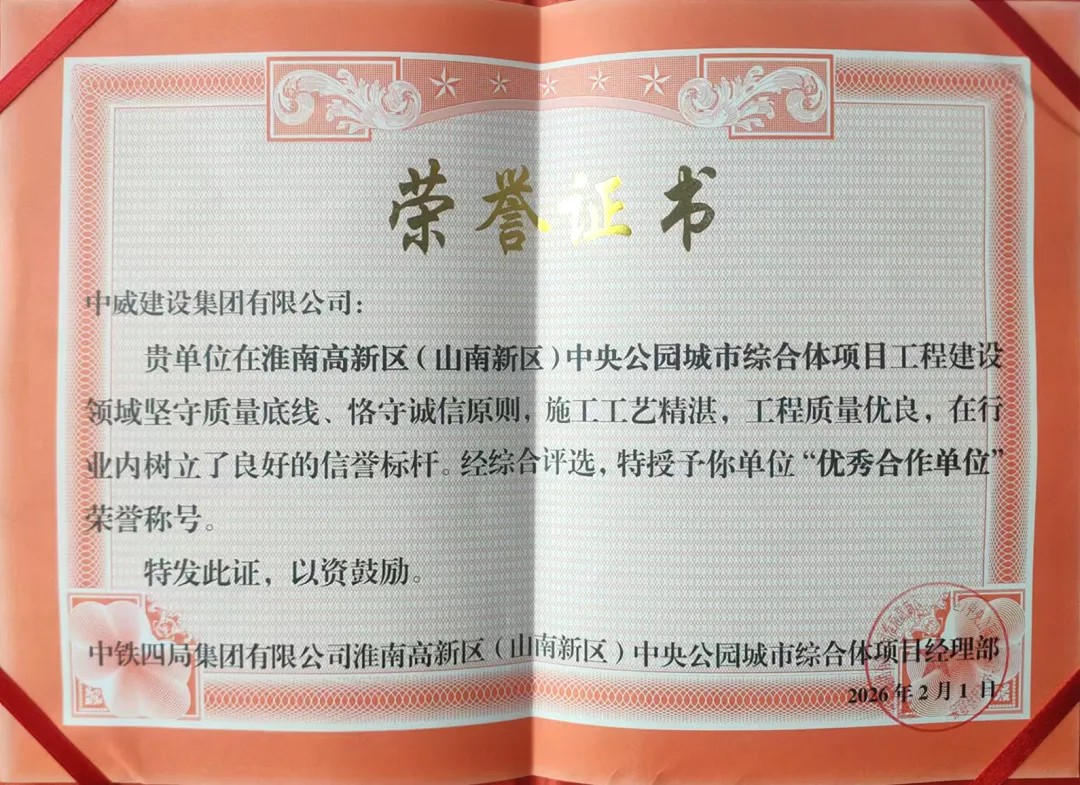 荣誉证书
中威建设集团有限公司：
贵单位在淮南高新区（山南新区）中央公园城市综合体项目工程建设
领域坚守质量底线、恪守诚信原则，施工工艺精湛，工程质量优良，在行
业内树立了良好的信誉标杆。经综合评选，特授予你单位“优秀合作单位”
荣誉称号。
特发此证，以资鼓励。
中铁四局集团有限公司淮南高新区（山南新区）中央公园城市综合体项目经理部
2026年2月1日